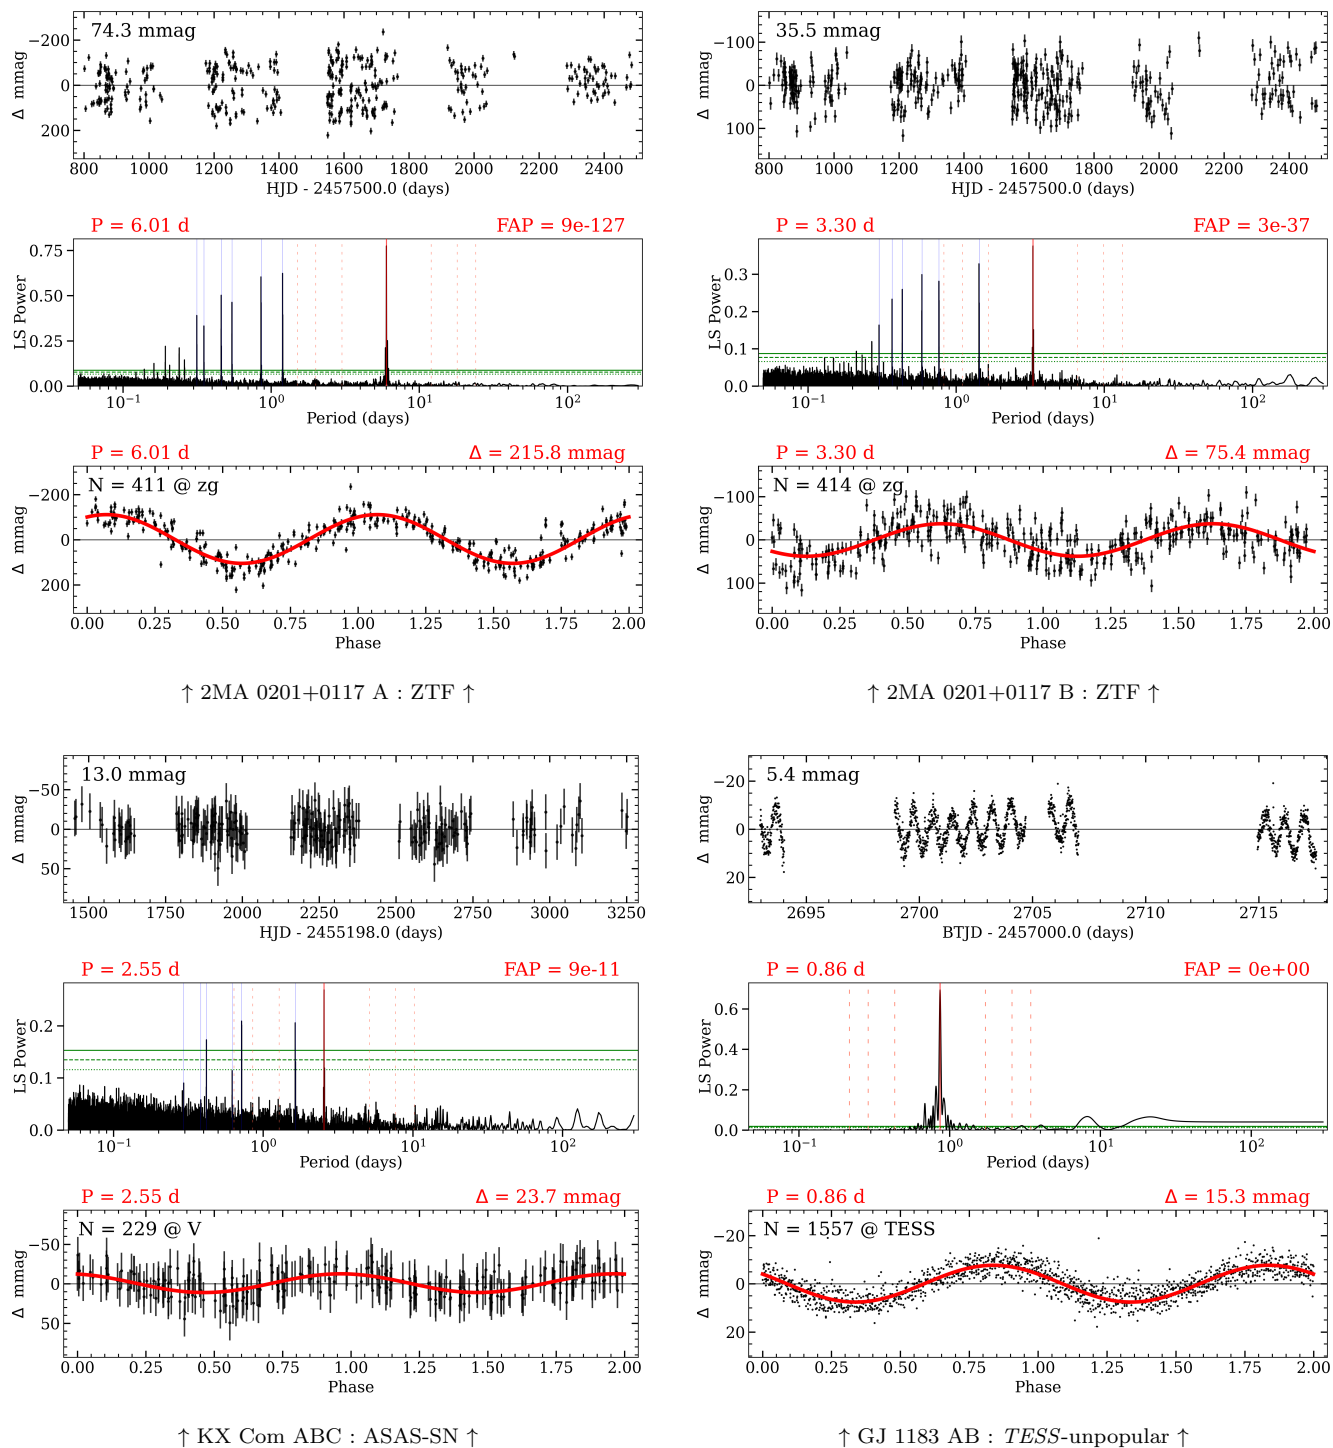 74.3 mmag
−200
0
200
Δ mmag
800 1000 1200 1400 1600 1800 2000 2200 2400
HJD - 2457500.0 (days)
P = 6.01 d FAP = 9e-127
0.75
0.50
0.25
0.00
LS Power
10⁻¹ 10⁰ 10¹ 10²
Period (days)
P = 6.01 d Δ = 215.8 mmag
N = 411 @ zg
−200
0
200
Δ mmag
0.00 0.25 0.50 0.75 1.00 1.25 1.50 1.75 2.00
Phase
↑ 2MA 0201+0117 A : ZTF ↑
35.5 mmag
−100
0
100
Δ mmag
800 1000 1200 1400 1600 1800 2000 2200 2400
HJD - 2457500.0 (days)
P = 3.30 d FAP = 3e-37
0.3
0.2
0.1
0.0
LS Power
10⁻¹ 10⁰ 10¹ 10²
Period (days)
P = 3.30 d Δ = 75.4 mmag
N = 414 @ zg
−100
0
100
Δ mmag
0.00 0.25 0.50 0.75 1.00 1.25 1.50 1.75 2.00
Phase
↑ 2MA 0201+0117 B : ZTF ↑
13.0 mmag
−50
0
50
Δ mmag
1500 1750 2000 2250 2500 2750 3000 3250
HJD - 2455198.0 (days)
P = 2.55 d FAP = 9e-11
0.2
0.1
0.0
LS Power
10⁻¹ 10⁰ 10¹ 10²
Period (days)
P = 2.55 d Δ = 23.7 mmag
N = 229 @ V
−50
0
50
Δ mmag
0.00 0.25 0.50 0.75 1.00 1.25 1.50 1.75 2.00
Phase
↑ KX Com ABC : ASAS-SN ↑
5.4 mmag
−20
0
20
Δ mmag
2695 2700 2705 2710 2715
BTJD - 2457000.0 (days)
P = 0.86 d FAP = 0e+00
0.6
0.4
0.2
0.0
LS Power
10⁻¹ 10⁰ 10¹ 10²
Period (days)
P = 0.86 d Δ = 15.3 mmag
N = 1557 @ TESS
−20
0
20
Δ mmag
0.00 0.25 0.50 0.75 1.00 1.25 1.50 1.75 2.00
Phase
↑ GJ 1183 AB : TESS-unpopular ↑